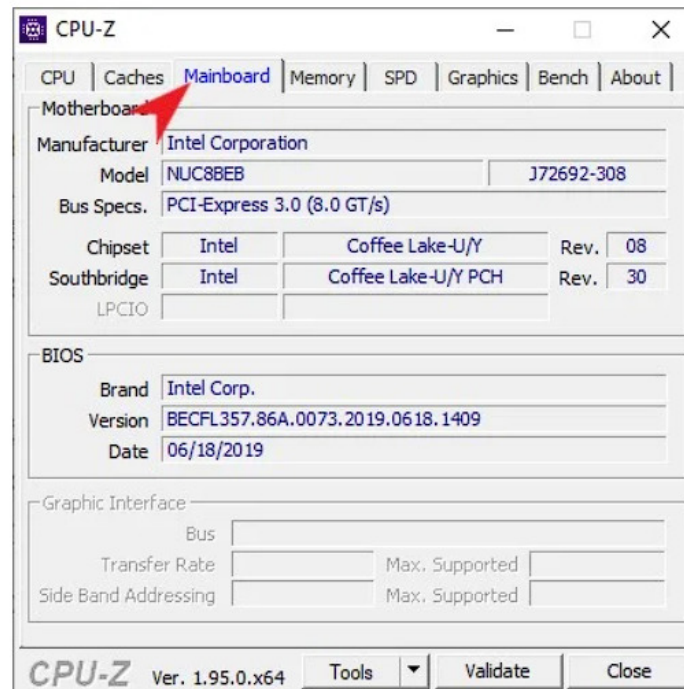 CPU-Z
CPU Caches Mainboard Memory SPD Graphics Bench About
Motherboard
Manufacturer Intel Corporation
Model NUC8BEB J72692-308
Bus Specs. PCI-Express 3.0 (8.0 GT/s)
Chipset Intel Coffee Lake-U/Y Rev. 08
Southbridge Intel Coffee Lake-U/Y PCH Rev. 30
LPCIO
BIOS
Brand Intel Corp.
Version BECFL357.86A.0073.2019.0618.1409
Date 06/18/2019
Graphic Interface
Bus
Transfer Rate Max. Supported
Side Band Addressing Max. Supported
CPU-Z Ver. 1.95.0.x64 Tools Validate Close